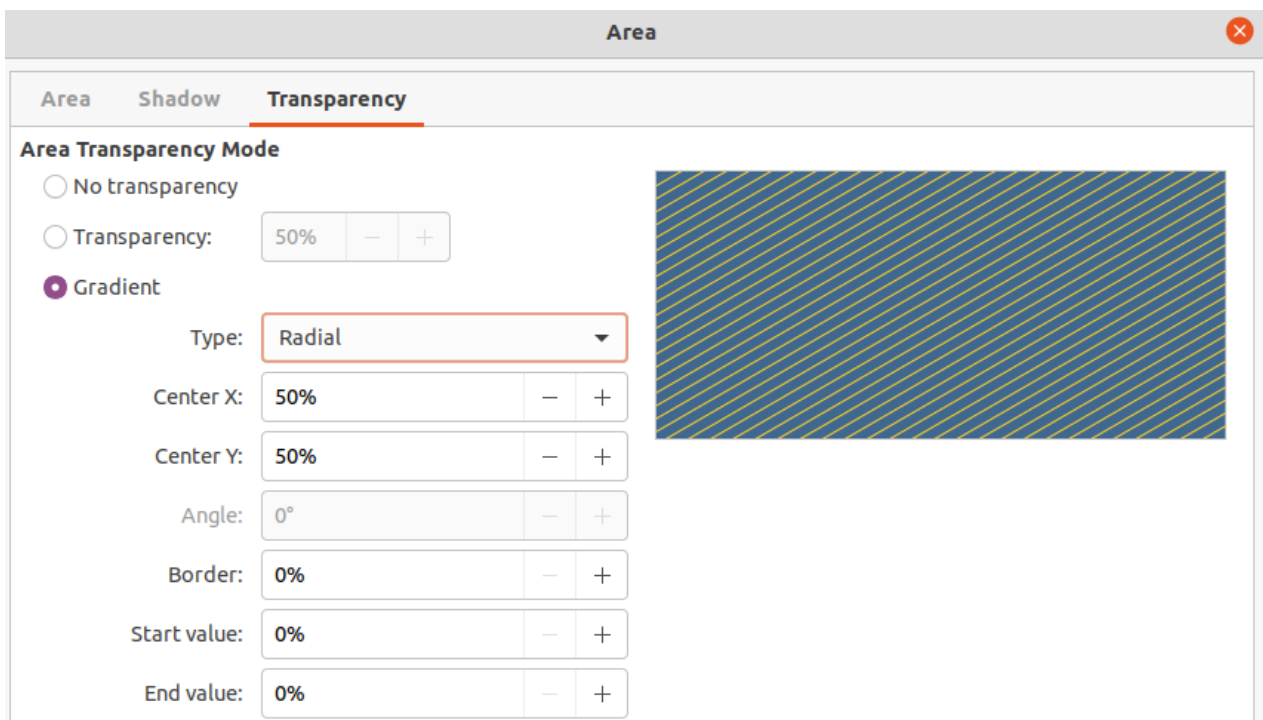 Area
Area Shadow Transparency
Area Transparency Mode
No transparency
Transparency: 50% − +
Gradient
Type: Radial
Center X: 50% − +
Center Y: 50% − +
Angle: 0° − +
Border: 0% − +
Start value: 0% − +
End value: 0% − +